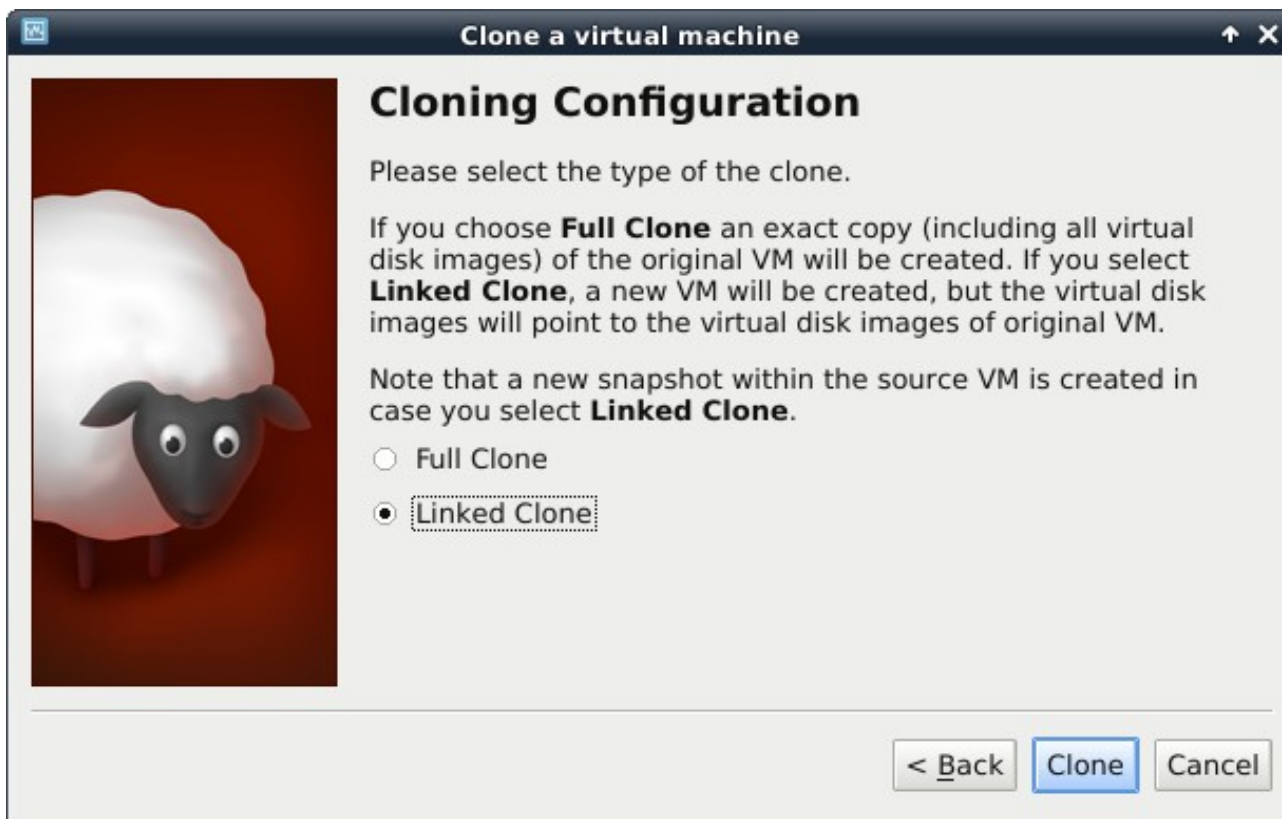 Clone a virtual machine
Cloning Configuration
Please select the type of the clone.
If you choose Full Clone an exact copy (including all virtual
disk images) of the original VM will be created. If you select
Linked Clone, a new VM will be created, but the virtual disk
images will point to the virtual disk images of original VM.
Note that a new snapshot within the source VM is created in
case you select Linked Clone.
Full Clone
Linked Clone
< Back Clone Cancel